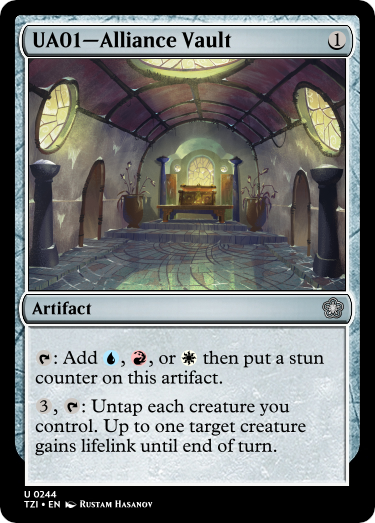 UA01—Alliance Vault 1
Artifact
: Add , , or then put a stun
counter on this artifact.
3 , : Untap each creature you
control. Up to one target creature
gains lifelink until end of turn.
U 0244
TZI • EN Rustam Hasanov